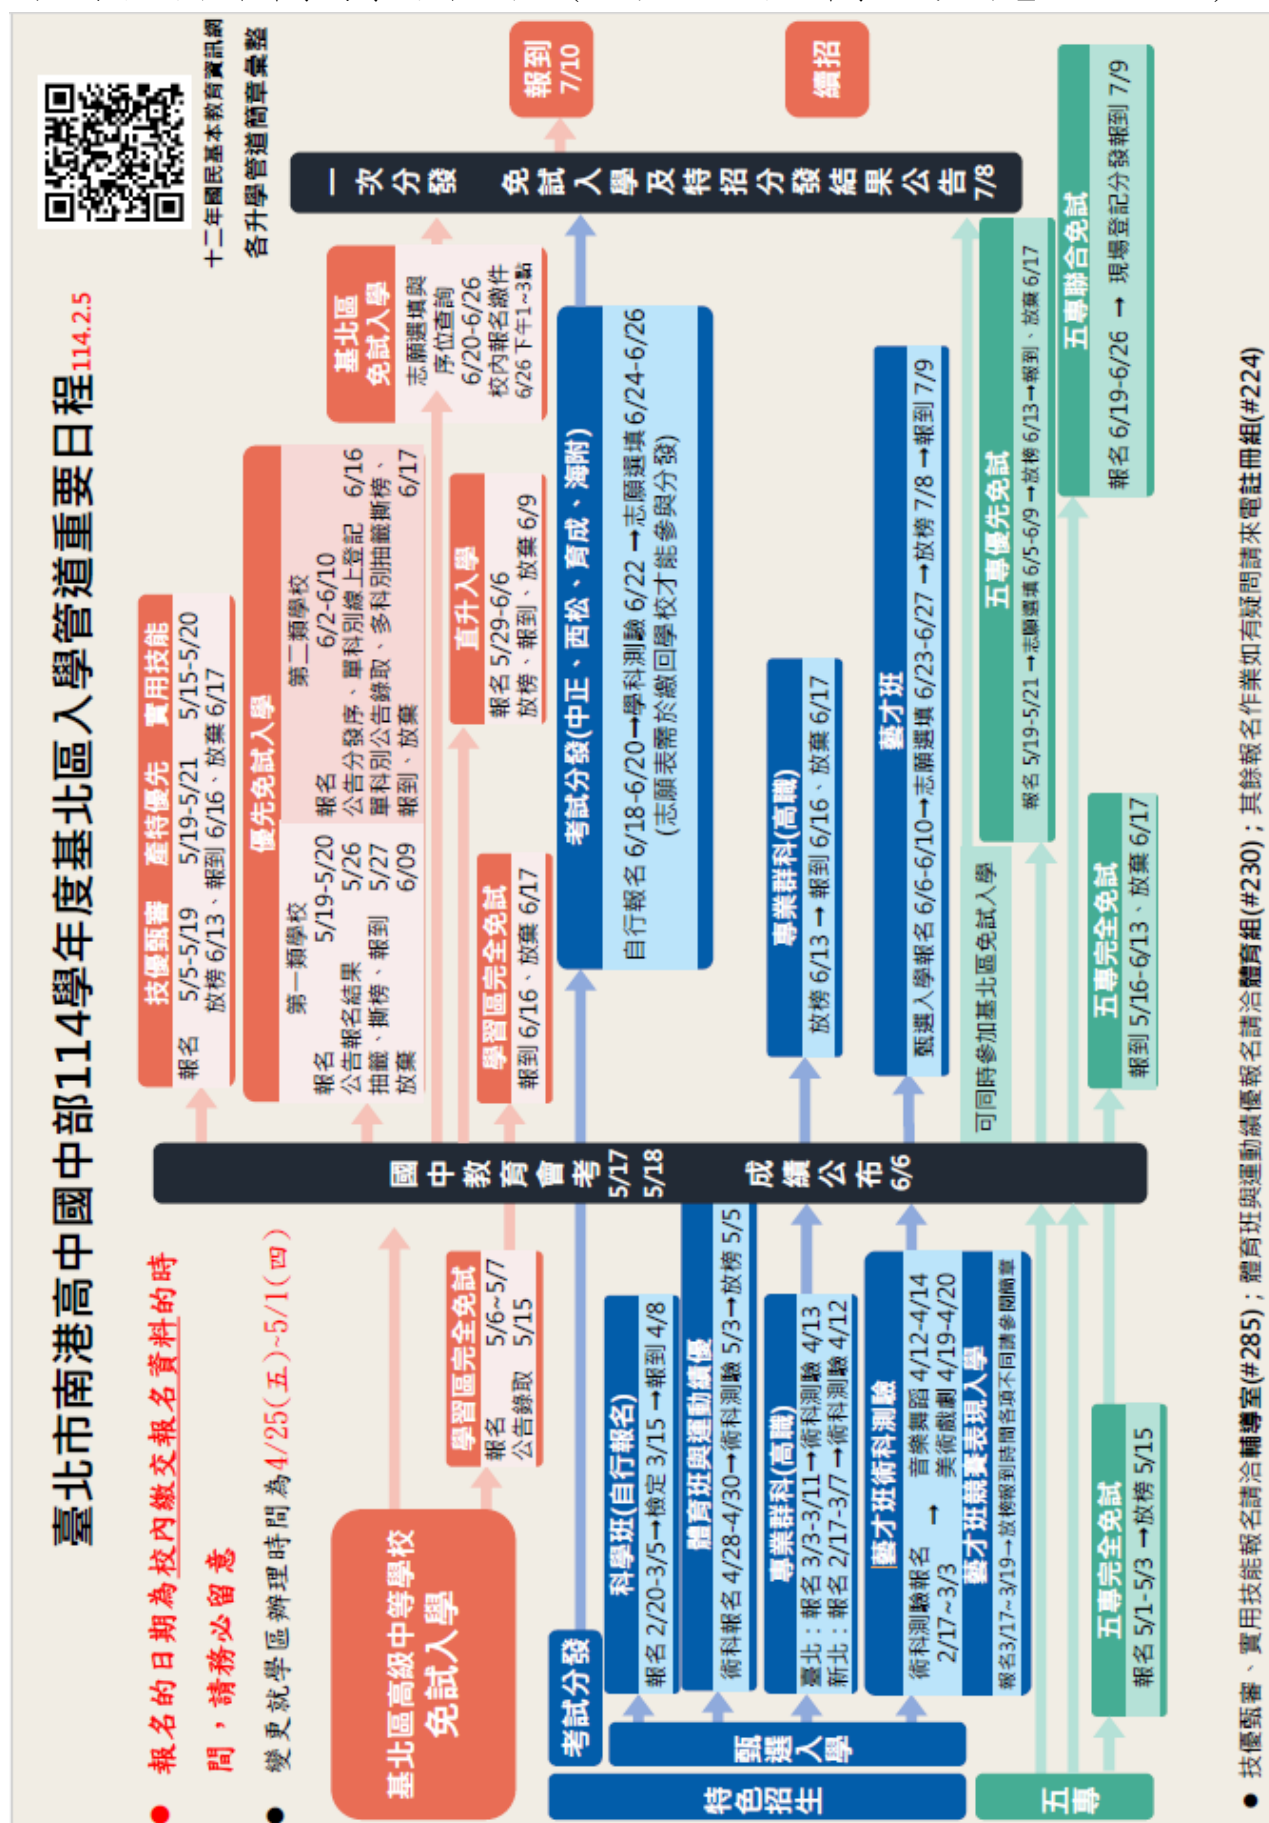 臺北市南港高中國中部114學年度基北區入學管道重要日程114.2.5
十二年國民基本教育資訊網
各升學管道簡章彙整
● 報名的日期為校內繳交報名資料的時
間，請務必留意
● 變更就學區辦理時間為4/25(五)~5/1(四)
基北區高級中等學校
免試入學
學習區完全免試
報名 5/6~5/7
公告錄取 5/15
特色招生
考試分發
甄選入學
科學班(自行報名)
報名 2/20-3/5→檢定 3/15 →報到 4/8
體育班與運動績優
術科報名 4/28-4/30→術科測驗 5/3→放榜 5/5
專業群科(高職)
臺北：報名 3/3-3/11→術科測驗 4/13
新北：報名 2/17-3/7→術科測驗 4/12
藝才班術科測驗
術科測驗報名 → 音樂舞蹈 4/12-4/14
2/17~3/3 美術戲劇 4/19-4/20
藝才班競賽表現入學
報名3/17~3/19→放榜報到時間各項不同請參閱簡章
五專
五專完全免試
報名 5/1-5/3 →放榜 5/15
國中教育會考
5/17
5/18
成績公布
6/6
技優甄審 產特優先 實用技能
報名 5/5-5/19 5/19-5/21 5/15-5/20
放榜 6/13、報到 6/16、放棄 6/17
優先免試入學
第一類學校
報名 5/19-5/20
公告報名結果 5/26
抽籤、撕榜、報到 5/27
放棄 6/09
第二類學校
報名 6/2-6/10
公告分發序、單科別線上登記 6/16
單科別公告錄取、多科別抽籤撕榜、
報到、放棄 6/17
學習區完全免試
報到 6/16、放棄 6/17
直升入學
報名 5/29-6/6
放榜、報到、放棄 6/9
基北區
免試入學
志願選填與
序位查詢
6/20-6/26
校內報名繳件
6/26下午1~3點
考試分發(中正、西松、育成、海附)
自行報名 6/18-6/20→學科測驗 6/22 →志願選填 6/24-6/26
(志願表需於繳回學校才能參與分發)
專業群科(高職)
放榜 6/13 → 報到 6/16、放棄 6/17
藝才班
甄選入學報名 6/6-6/10→志願選填 6/23-6/27 →放榜 7/8 →報到 7/9
可同時參加基北區免試入學
五專優先免試
報名 5/19-5/21 →志願選填 6/5-6/9 →放榜 6/13→報到、放棄 6/17
五專完全免試
報到 5/16-6/13、放棄 6/17
五專聯合免試
報名 6/19-6/26 → 現場登記分發報到 7/9
一次分發 免試入學及特招分發結果公告
7/8
報到
7/10
續招
● 技優甄審、實用技能報名請洽輔導室(#285)；體育班與運動績優報名請洽體育組(#230)；其餘報名作業如有疑問請來電註冊組(#224)